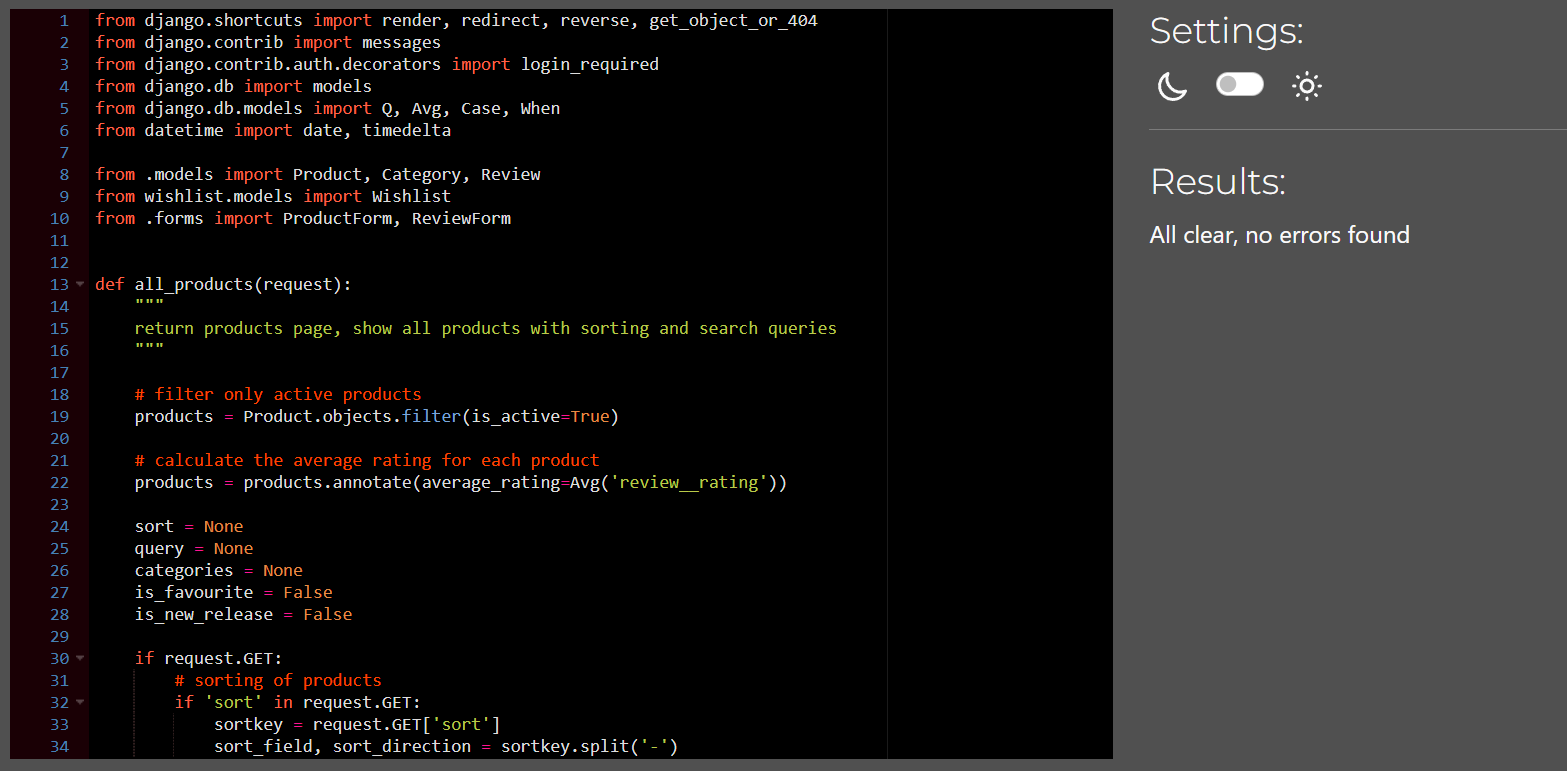 1 from django.shortcuts import render, redirect, reverse, get_object_or_404
2 from django.contrib import messages
3 from django.contrib.auth.decorators import login_required
4 from django.db import models
5 from django.db.models import Q, Avg, Case, When
6 from datetime import date, timedelta
7
8 from .models import Product, Category, Review
9 from wishlist.models import Wishlist
10 from .forms import ProductForm, ReviewForm
11
12
13 def all_products(request):
14     """
15     return products page, show all products with sorting and search queries
16     """
17
18     # filter only active products
19     products = Product.objects.filter(is_active=True)
20
21     # calculate the average rating for each product
22     products = products.annotate(average_rating=Avg('review__rating'))
23
24     sort = None
25     query = None
26     categories = None
27     is_favourite = False
28     is_new_release = False
29
30     if request.GET:
31         # sorting of products
32         if 'sort' in request.GET:
33             sortkey = request.GET['sort']
34             sort_field, sort_direction = sortkey.split('-')
Settings:
Results:
All clear, no errors found